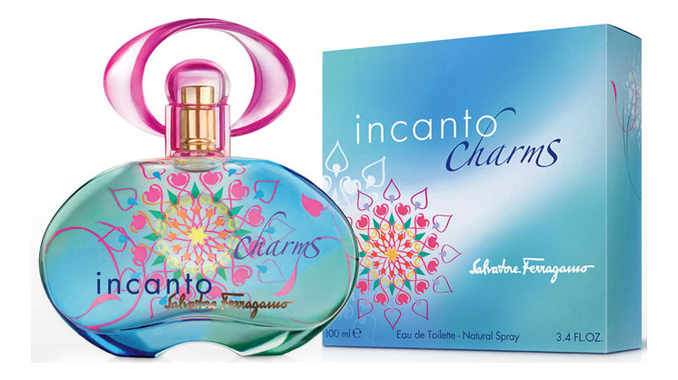 Charms
incanto
Salvatore Ferragamo
incanto
Charms
Salvatore Ferragamo
100 ml ℮ Eau de Toilette - Natural Spray 3.4 FL.OZ.